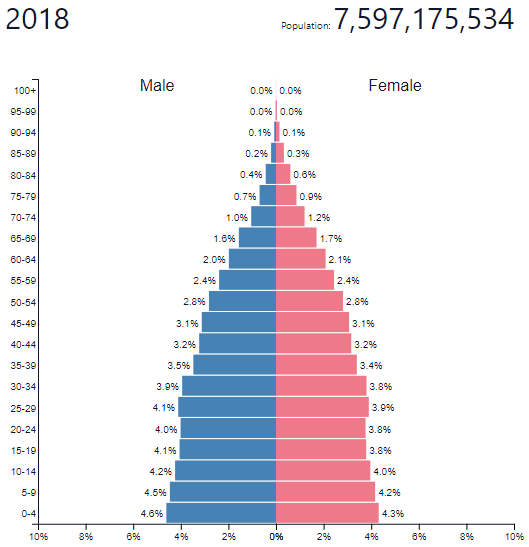 2018
Population: 7,597,175,534
Male Female
100+ 0.0% 0.0%
95-99 0.0% 0.0%
90-94 0.1% 0.1%
85-89 0.2% 0.3%
80-84 0.4% 0.6%
75-79 0.7% 0.9%
70-74 1.0% 1.2%
65-69 1.6% 1.7%
60-64 2.0% 2.1%
55-59 2.4% 2.4%
50-54 2.8% 2.8%
45-49 3.1% 3.1%
40-44 3.2% 3.2%
35-39 3.5% 3.4%
30-34 3.9% 3.8%
25-29 4.1% 3.9%
20-24 4.0% 3.8%
15-19 4.1% 3.8%
10-14 4.2% 4.0%
5-9 4.5% 4.2%
0-4 4.6% 4.3%
10% 8% 6% 4% 2% 0% 2% 4% 6% 8% 10%